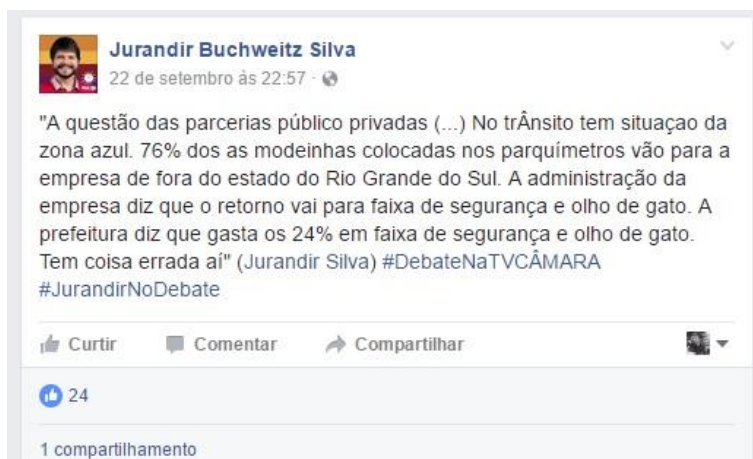 Jurandir Buchweitz Silva
22 de setembro às 22:57 ·
"A questão das parcerias público privadas (...) No trÂnsito tem situaçao da
zona azul. 76% dos as modeinhas colocadas nos parquímetros vão para a
empresa de fora do estado do Rio Grande do Sul. A administração da
empresa diz que o retorno vai para faixa de segurança e olho de gato. A
prefeitura diz que gasta os 24% em faixa de segurança e olho de gato.
Tem coisa errada aí" (Jurandir Silva) #DebateNaTVCÂMARA
#JurandirNoDebate
Curtir Comentar Compartilhar
24
1 compartilhamento